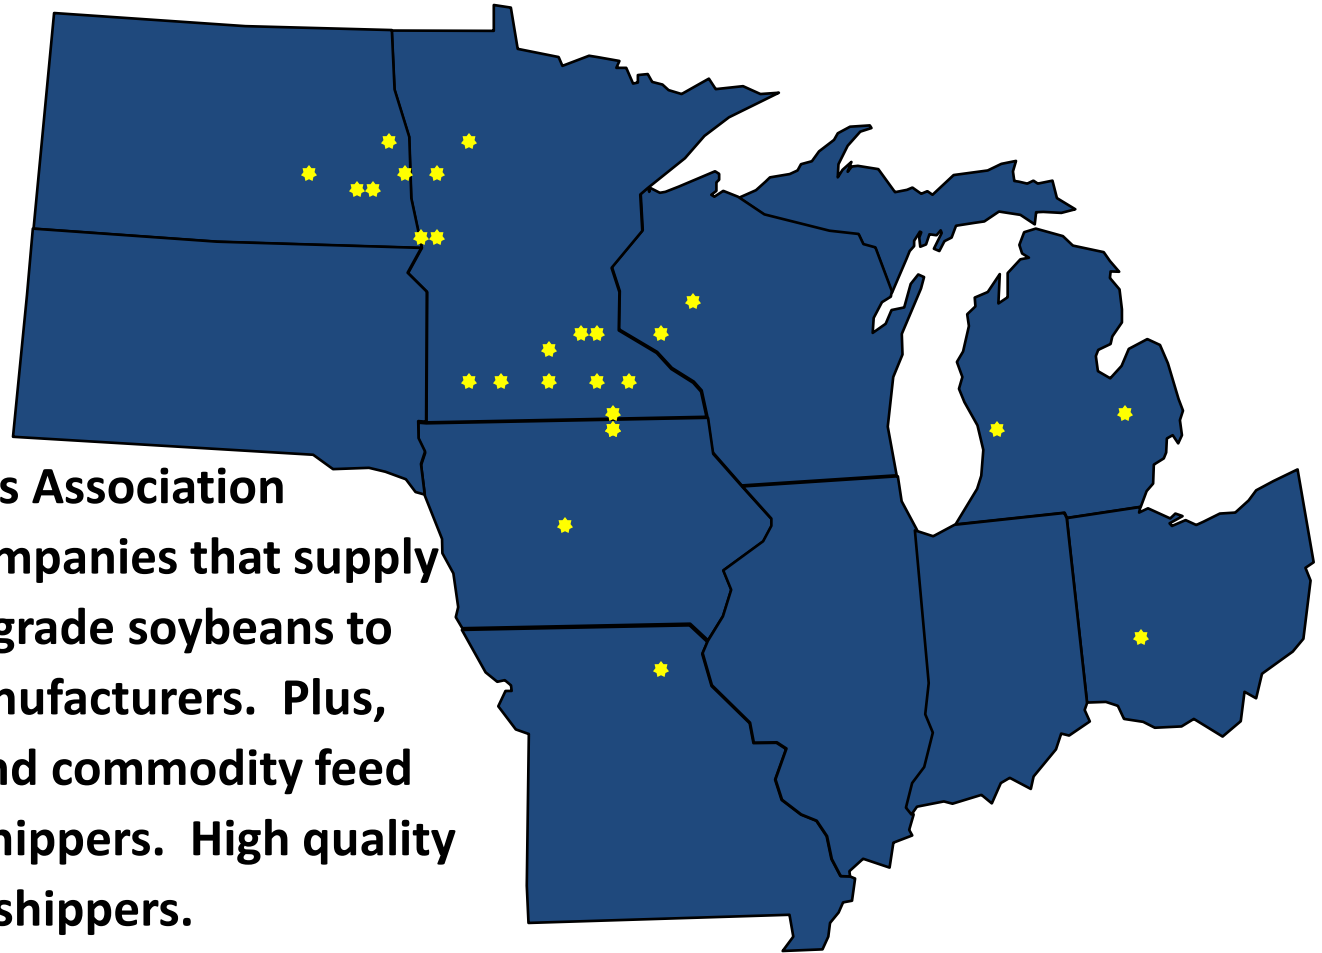 s Association
mpanies that supply
grade soybeans to
nufacturers.  Plus,
nd commodity feed
hippers.  High quality
shippers.